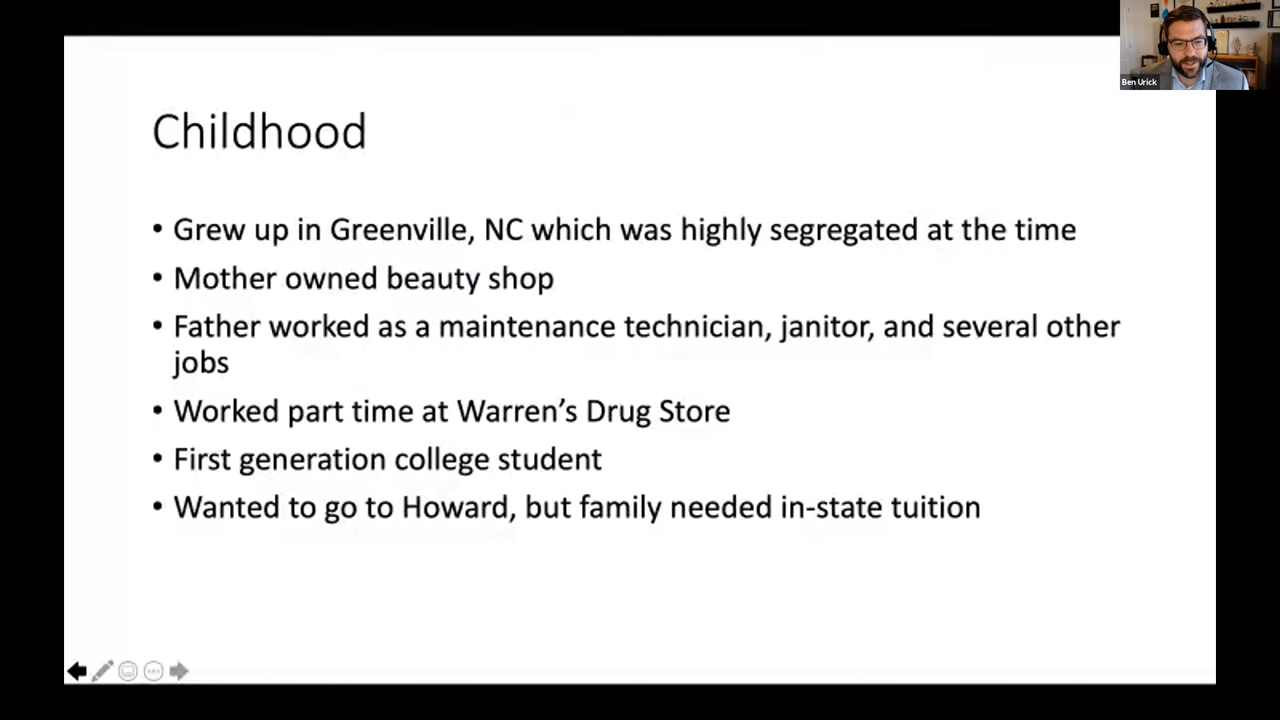 Ben Urick
Childhood
• Grew up in Greenville, NC which was highly segregated at the time
• Mother owned beauty shop
• Father worked as a maintenance technician, janitor, and several other
jobs
• Worked part time at Warren’s Drug Store
• First generation college student
• Wanted to go to Howard, but family needed in-state tuition